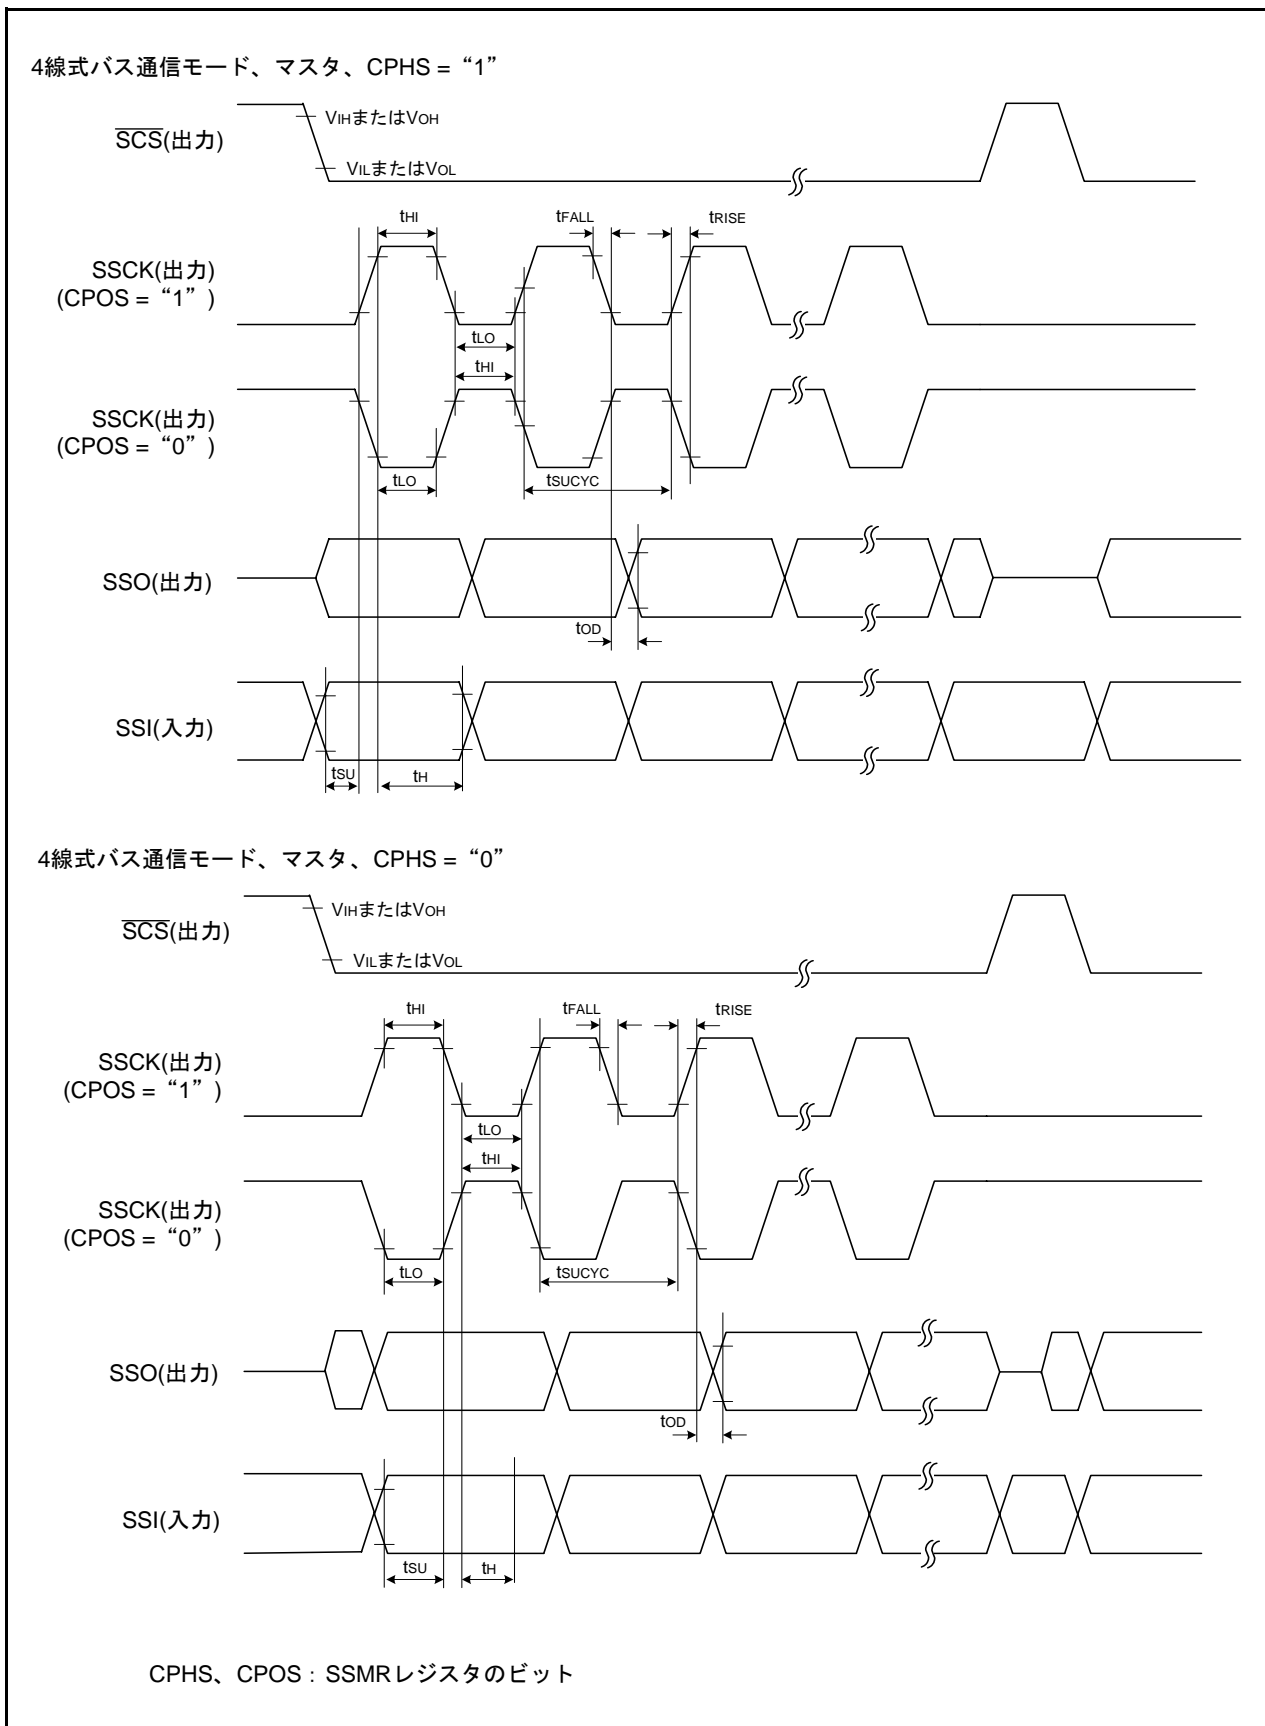 4線式バス通信モード、マスタ、CPHS = “1”
SCS(出力)
VIHまたはVOH
VILまたはVOL
tHI
tFALL
tRISE
SSCK(出力)
(CPOS = “1” )
tLO
tHI
SSCK(出力)
(CPOS = “0” )
tLO
tSUCYC
SSO(出力)
tOD
SSI(入力)
tSU
tH
4線式バス通信モード、マスタ、CPHS = “0”
SCS(出力)
VIHまたはVOH
VILまたはVOL
tHI
tFALL
tRISE
SSCK(出力)
(CPOS = “1” )
tLO
tHI
SSCK(出力)
(CPOS = “0” )
tLO
tSUCYC
SSO(出力)
tOD
SSI(入力)
tSU
tH
CPHS、CPOS : SSMRレジスタのビット